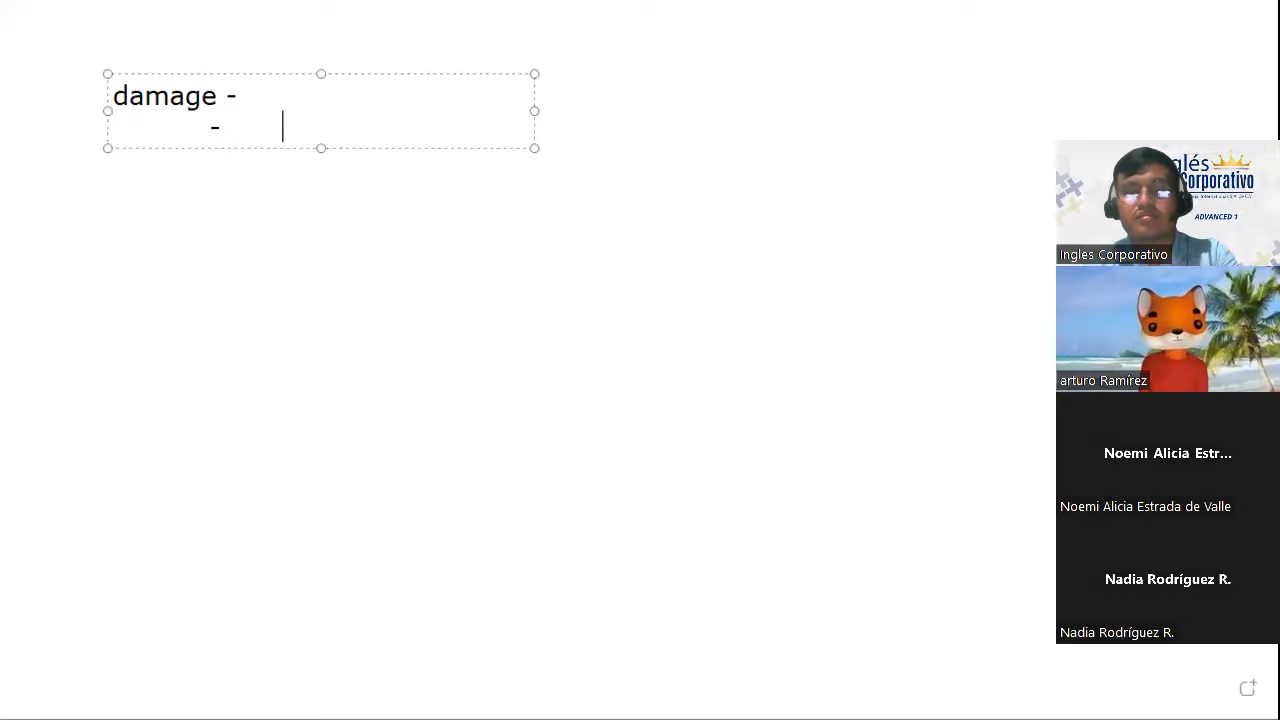 damage -
-
glés
Corporativo
ADVANCED 1
Ingles Corporativo
arturo Ramírez
Noemi Alicia Estr...
Noemi Alicia Estrada de Valle
Nadia Rodríguez R.
Nadia Rodríguez R.